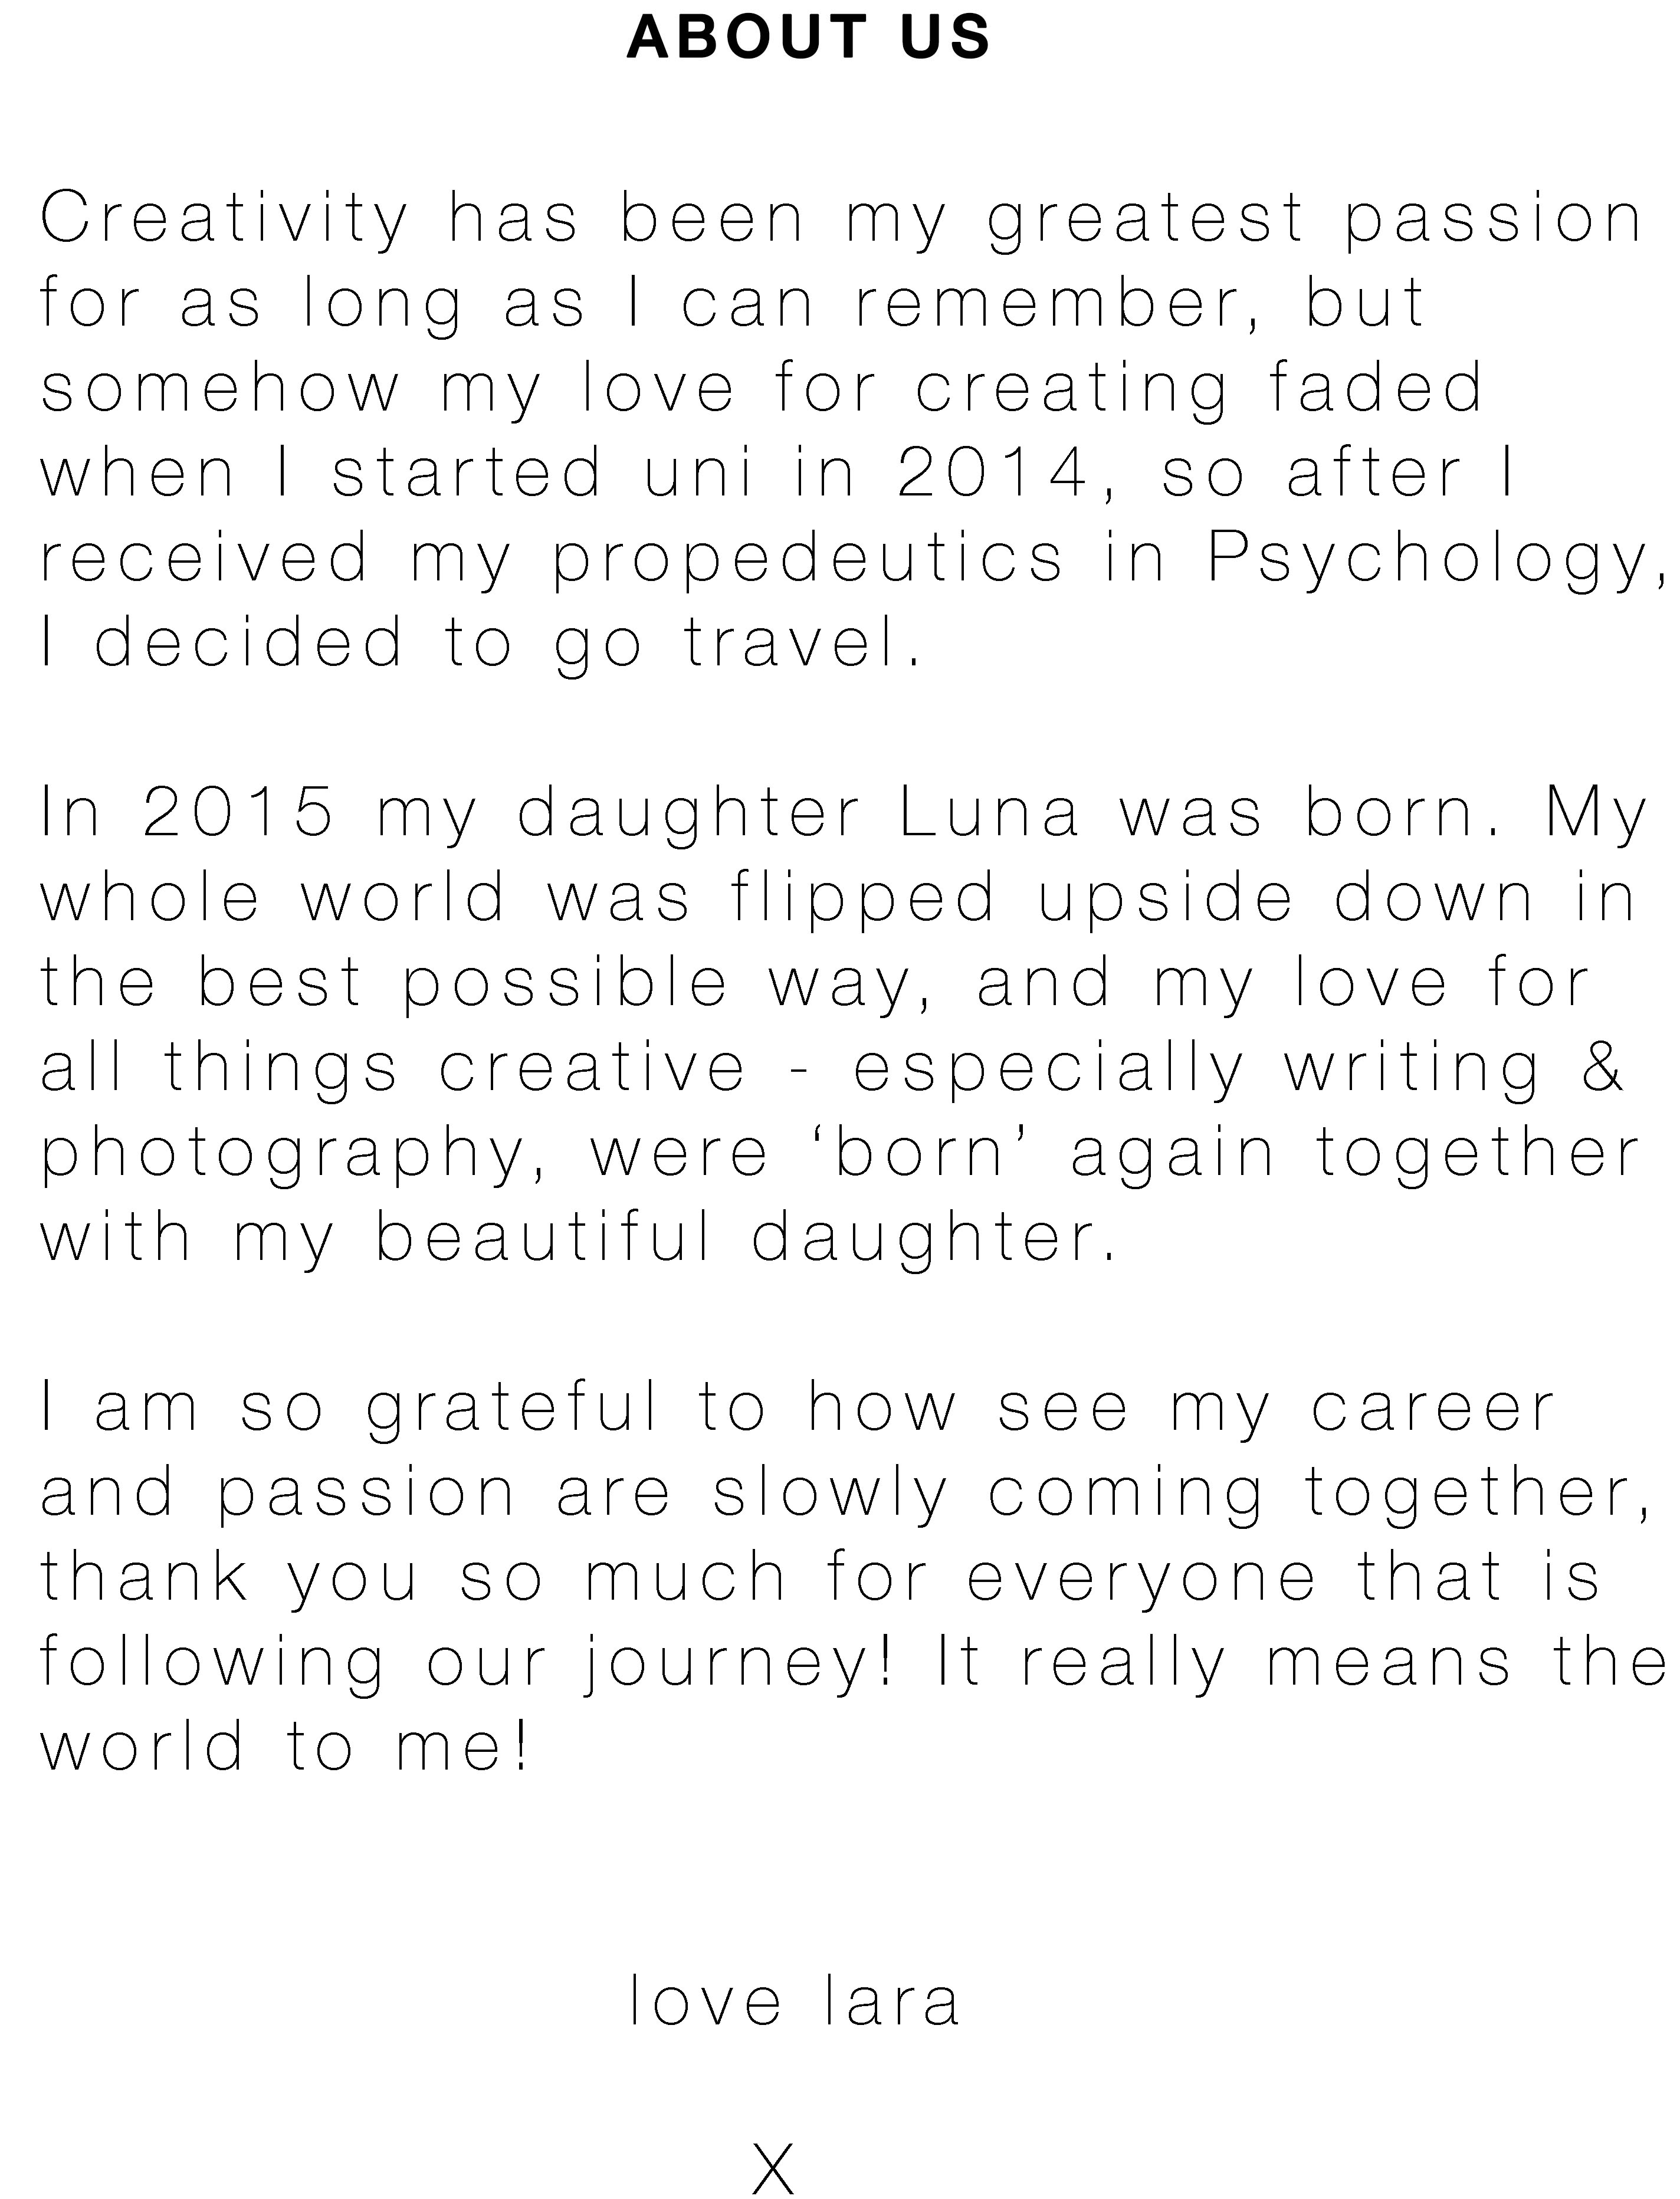 ABOUT US
Creativity has been my greatest passion
for as long as I can remember, but
somehow my love for creating faded
when I started uni in 2014, so after I
received my propedeutics in Psychology,
I decided to go travel.
In 2015 my daughter Luna was born. My
whole world was flipped upside down in
the best possible way, and my love for
all things creative - especially writing &
photography, were ‘born’ again together
with my beautiful daughter.
I am so grateful to how see my career
and passion are slowly coming together,
thank you so much for everyone that is
following our journey! It really means the
world to me!
love lara
X